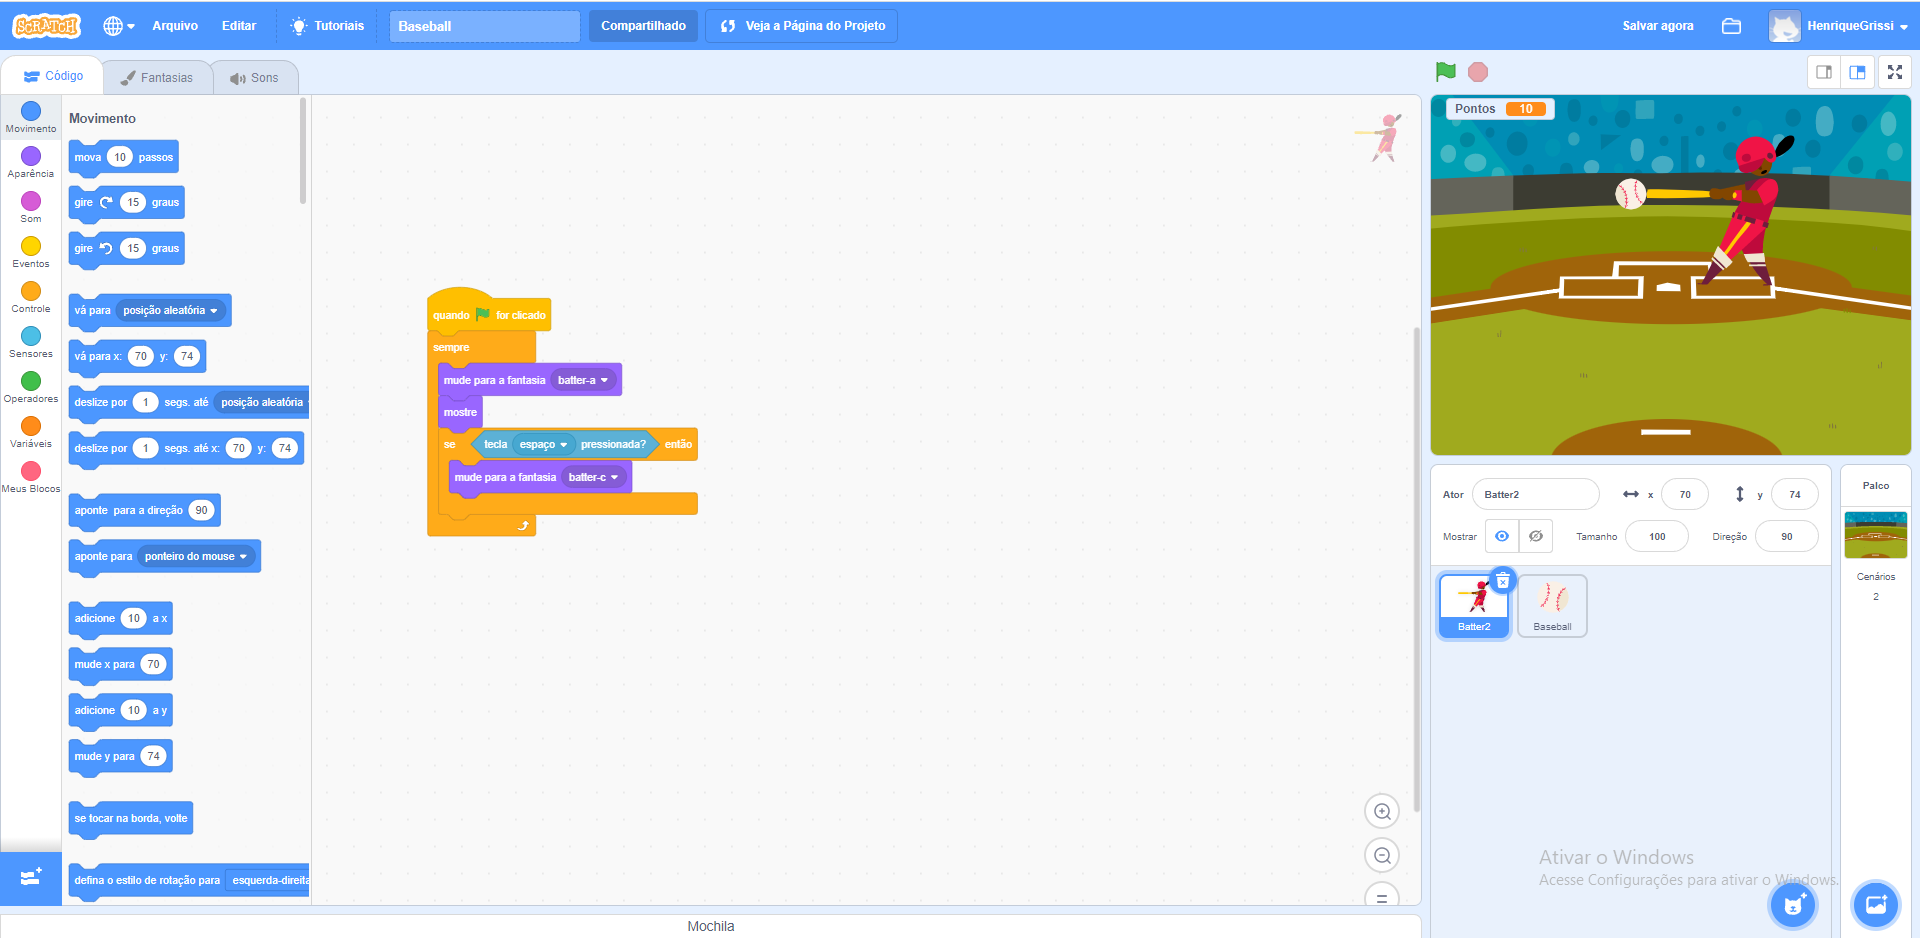 SCRATCH
Arquivo
Editar
Tutoriais
Baseball
Compartilhado
Veja a Página do Projeto
Salvar agora
HenriqueGrissi
Código
Fantasias
Sons
Movimento
Aparência
Som
Eventos
Controle
Sensores
Operadores
Variáveis
Meus Blocos
Movimento
mova 10 passos
gire 15 graus
gire 15 graus
vá para posição aleatória
vá para x: 70 y: 74
deslize por 1 segs. até posição aleatória
deslize por 1 segs. até x: 70 y: 74
aponte para a direção 90
aponte para ponteiro do mouse
adicione 10 a x
mude x para 70
adicione 10 a y
mude y para 74
se tocar na borda, volte
defina o estilo de rotação para esquerda-direita
quando for clicado
sempre
mude para a fantasia batter-a
mostre
se tecla espaço pressionada? então
mude para a fantasia batter-c
Mochila
Pontos 10
Ator Batter2 x 70 y 74
Mostrar Tamanho 100 Direção 90
Batter2
Baseball
Palco
Cenários
2
Ativar o Windows
Acesse Configurações para ativar o Windows.